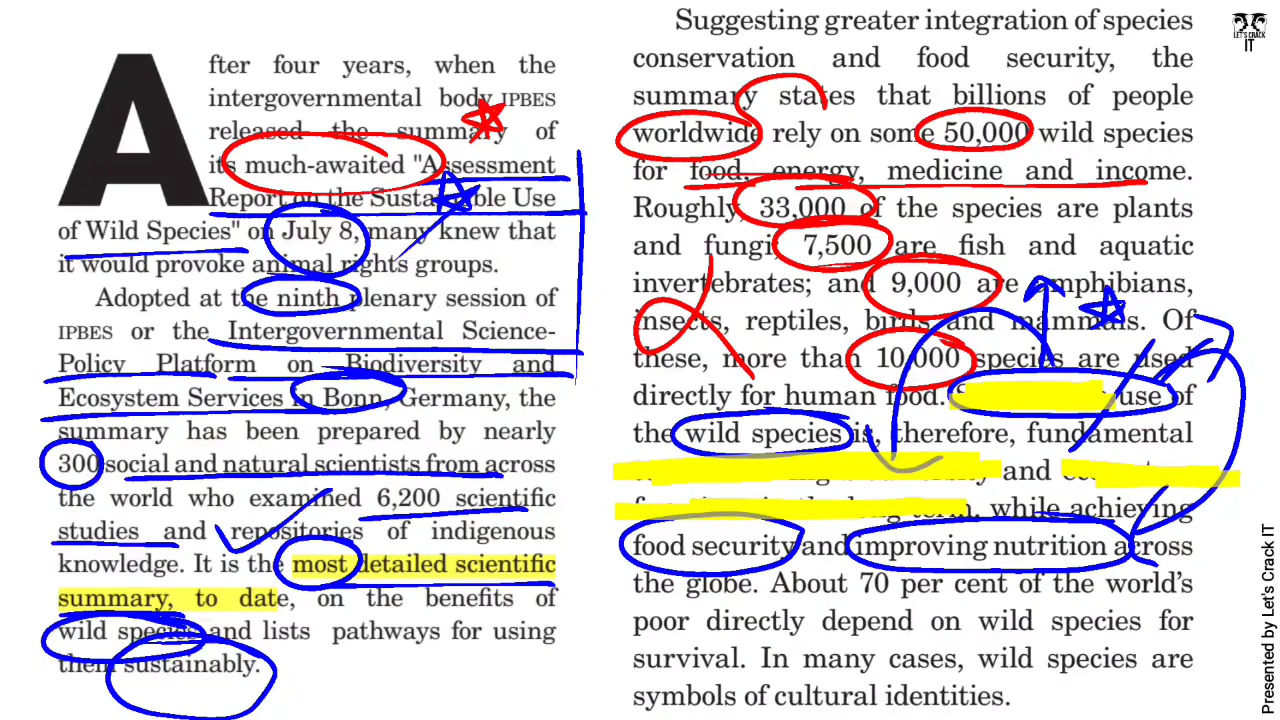 After four years, when the
intergovernmental body IPBES
released the summary of
its much-awaited "Assessment
Report on the Sustainable Use
of Wild Species" on July 8, many knew that
it would provoke animal rights groups.
Adopted at the ninth plenary session of
IPBES or the Intergovernmental Science-
Policy Platform on Biodiversity and
Ecosystem Services in Bonn, Germany, the
summary has been prepared by nearly
300 social and natural scientists from across
the world who examined 6,200 scientific
studies and repositories of indigenous
knowledge. It is the most detailed scientific
summary, to date, on the benefits of
wild species and lists pathways for using
them sustainably.
Suggesting greater integration of species
conservation and food security, the
summary states that billions of people
worldwide rely on some 50,000 wild species
for food, energy, medicine and income.
Roughly, 33,000 of the species are plants
and fungi; 7,500 are fish and aquatic
invertebrates; and 9,000 are amphibians,
insects, reptiles, birds and mammals. Of
these, more than 10,000 species are used
directly for human food. use of
the wild species is, therefore, fundamental
and
while achieving
food security and improving nutrition across
the globe. About 70 per cent of the world's
poor directly depend on wild species for
survival. In many cases, wild species are
symbols of cultural identities.
LET'S CRACK
IT
Presented by Let's Crack IT